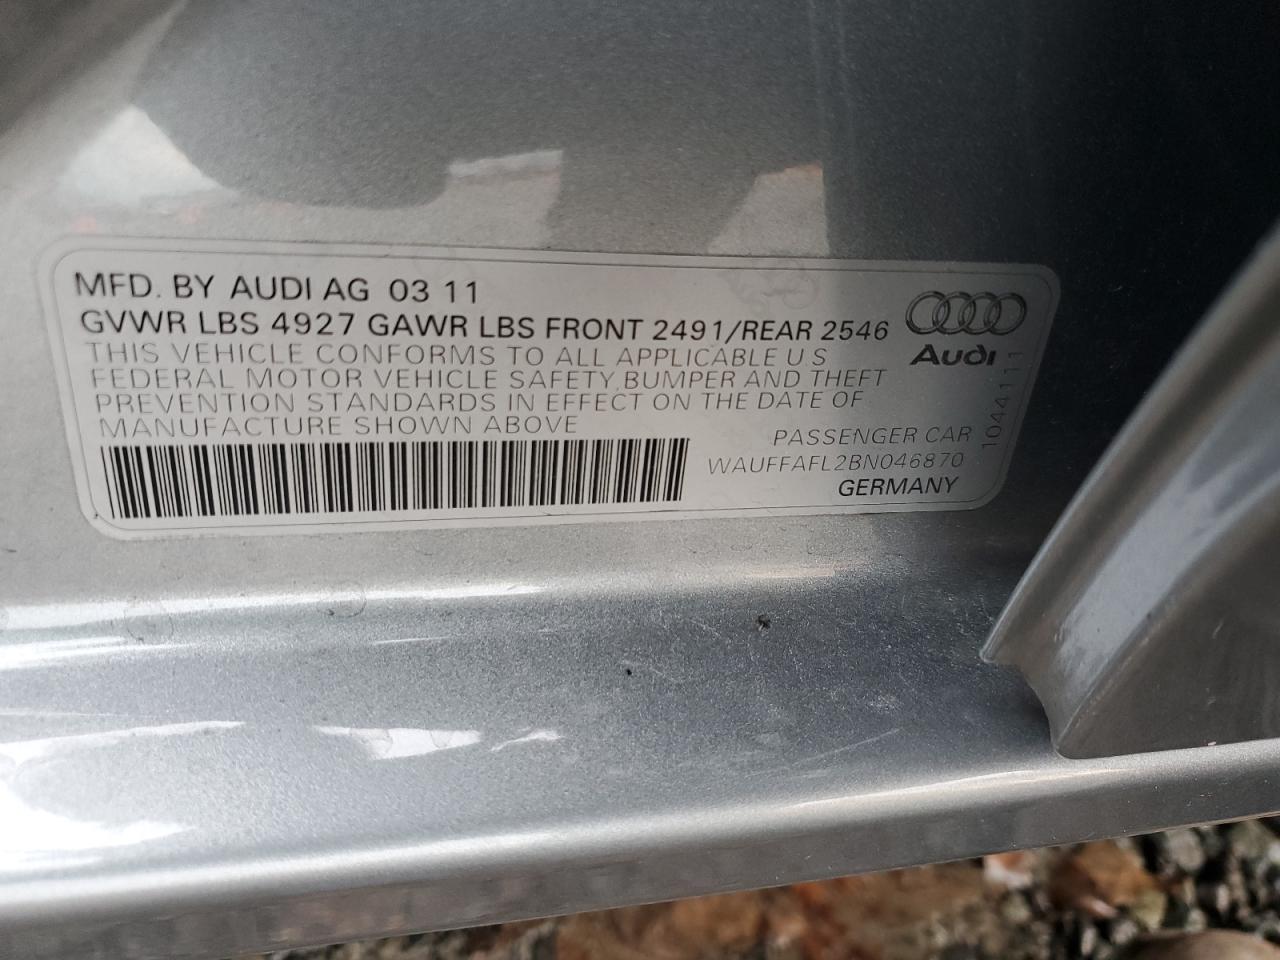 MFD. BY AUDI AG 03 11
GVWR LBS 4927 GAWR LBS FRONT 2491/REAR 2546
THIS VEHICLE CONFORMS TO ALL APPLICABLE U S
FEDERAL MOTOR VEHICLE SAFETY, BUMPER AND THEFT
PREVENTION STANDARDS IN EFFECT ON THE DATE OF
MANUFACTURE SHOWN ABOVE
PASSENGER CAR
WAUFFAFL2BN046870
GERMANY
Audi
1044111